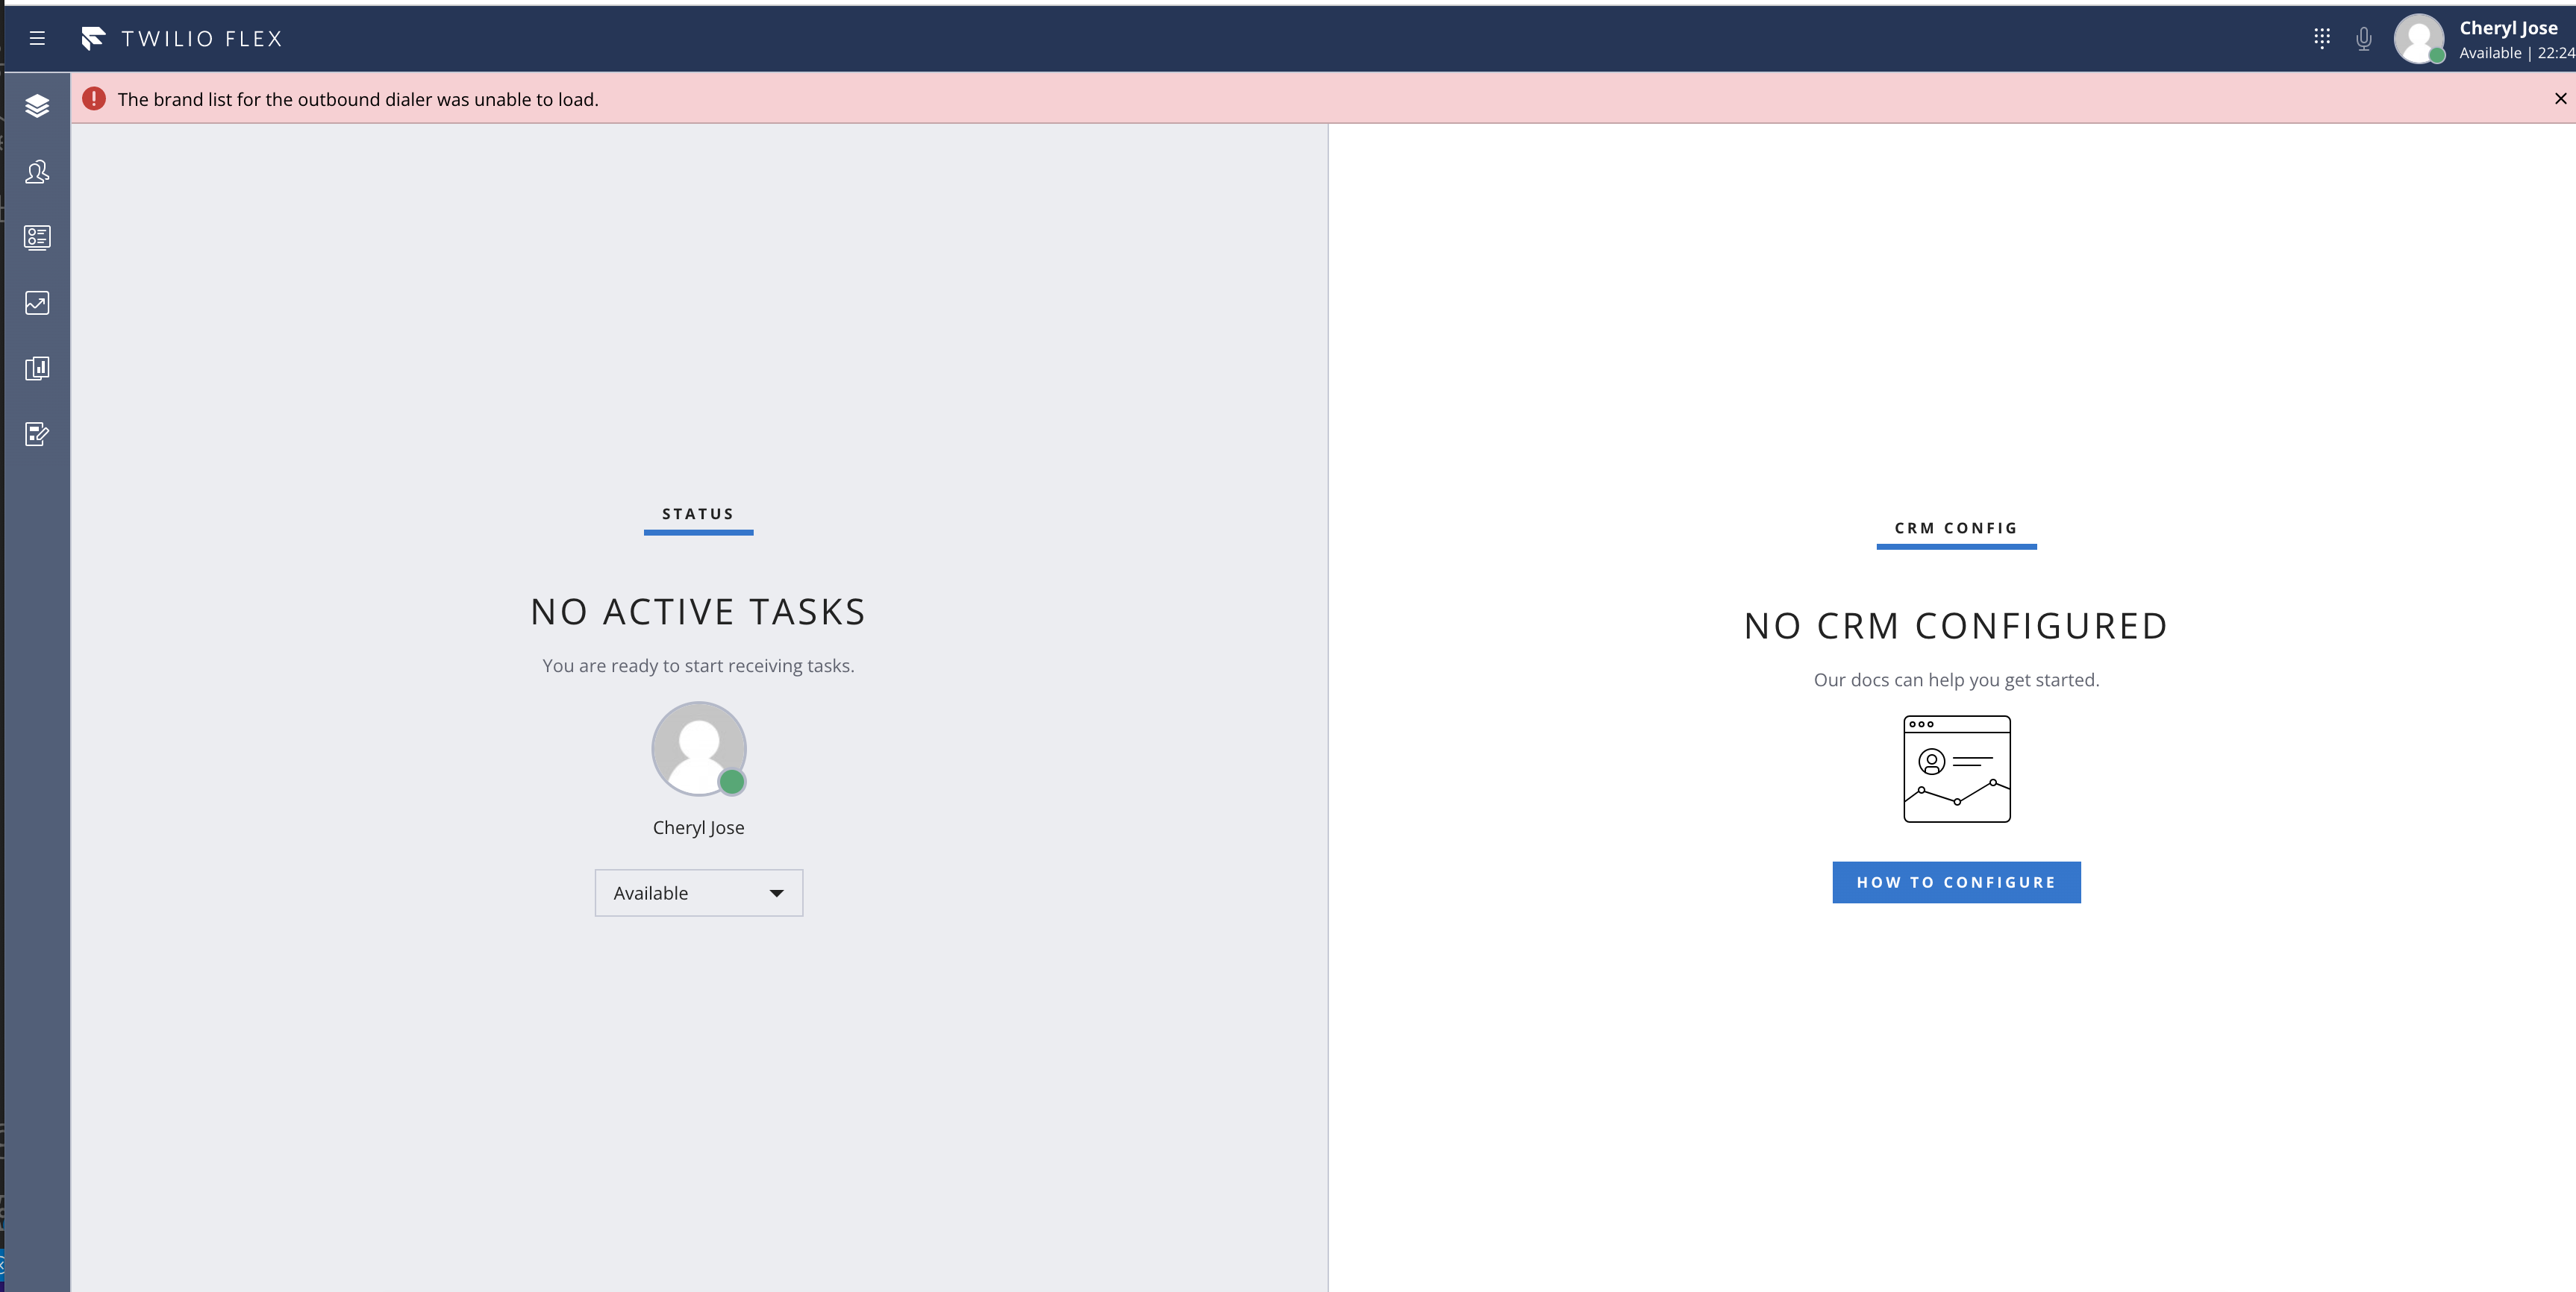 TWILIO FLEX
Cheryl Jose
Available | 22:24
The brand list for the outbound dialer was unable to load.
STATUS
NO ACTIVE TASKS
You are ready to start receiving tasks.
Cheryl Jose
Available
CRM CONFIG
NO CRM CONFIGURED
Our docs can help you get started.
HOW TO CONFIGURE